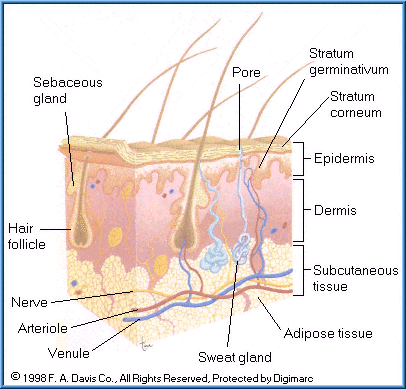 Sebaceous
gland
Pore
Stratum
germinativum
Stratum
corneum
Epidermis
Dermis
Hair
follicle
Subcutaneous
tissue
Nerve
Arteriole
Venule
Sweat gland
Adipose tissue
© 1998 F. A. Davis Co., All Rights Reserved, Protected by Digimarc